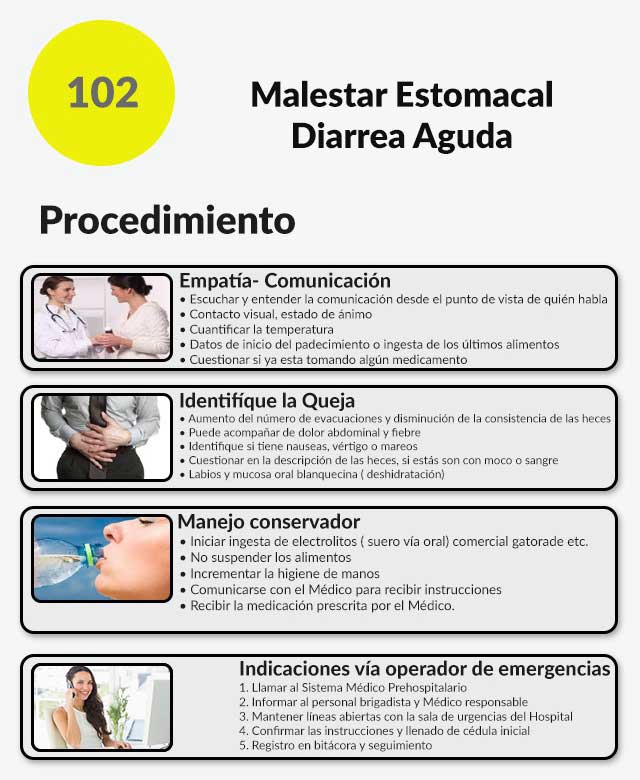 102
Malestar Estomacal
Diarrea Aguda
Procedimiento
Empatía- Comunicación
• Escuchar y entender la comunicación desde el punto de vista de quién habla
• Contacto visual, estado de ánimo
• Cuantificar la temperatura
• Datos de inicio del padecimiento o ingesta de los últimos alimentos
• Cuestionar si ya esta tomando algún medicamento
Identifíque la Queja
• Aumento del número de evacuaciones y disminución de la consistencia de las heces
• Puede acompañar de dolor abdominal y fiebre
• Identifique si tiene nauseas, vértigo o mareos
• Cuestionar en la descripción de las heces, si estás son con moco o sangre
• Labios y mucosa oral blanquecina ( deshidratación)
Manejo conservador
• Iniciar ingesta de electrolitos ( suero vía oral) comercial gatorade etc.
• No suspender los alimentos
• Incrementar la higiene de manos
• Comunicarse con el Médico para recibir instrucciones
• Recibir la medicación prescrita por el Médico.
Indicaciones vía operador de emergencias
1. Llamar al Sistema Médico Prehospitalario
2. Informar al personal brigadista y Médico responsable
3. Mantener líneas abiertas con la sala de urgencias del Hospital
4. Confirmar las instrucciones y llenado de cédula inicial
5. Registro en bitácora y seguimiento